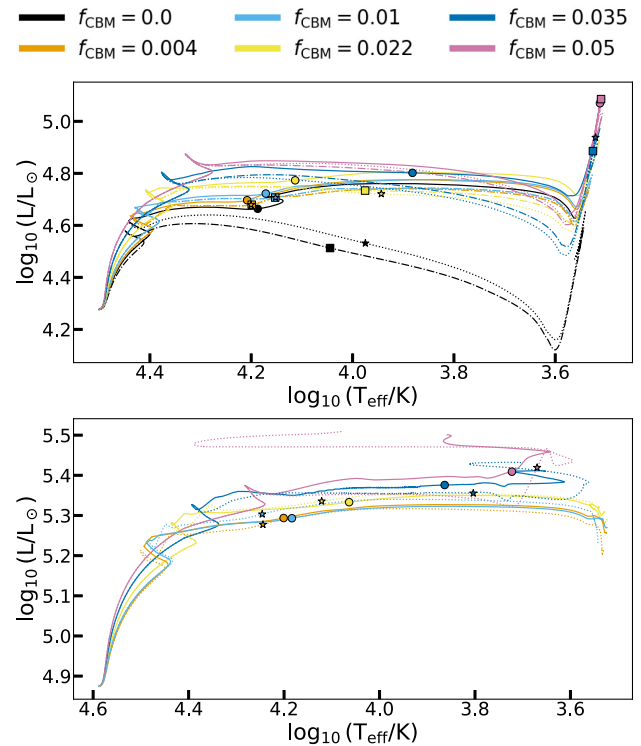 f_CBM = 0.0 f_CBM = 0.01 f_CBM = 0.035
f_CBM = 0.004 f_CBM = 0.022 f_CBM = 0.05
5.0
4.8
4.6
4.4
4.2
log₁₀ (L/L☉)
4.4 4.2 4.0 3.8 3.6
log₁₀ (T_eff/K)
5.5
5.4
5.3
5.2
5.1
5.0
4.9
log₁₀ (L/L☉)
4.6 4.4 4.2 4.0 3.8 3.6
log₁₀ (T_eff/K)